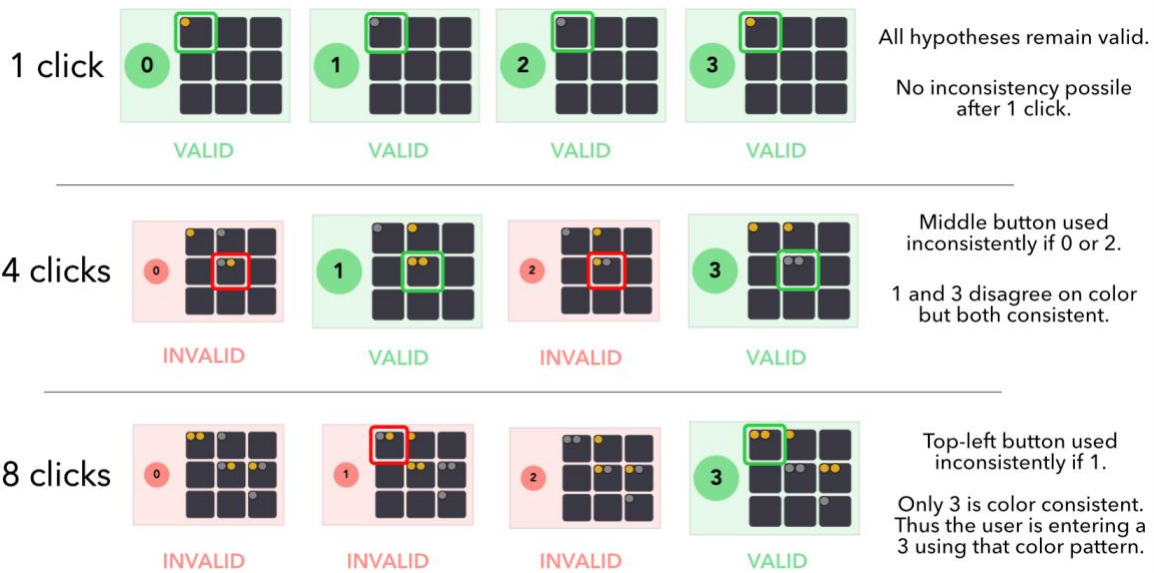 1 click
0
1
2
3
VALID
VALID
VALID
VALID
All hypotheses remain valid.
No inconsistency possile
after 1 click.
4 clicks
0
1
2
3
INVALID
VALID
INVALID
VALID
Middle button used
inconsistently if 0 or 2.
1 and 3 disagree on color
but both consistent.
8 clicks
0
1
2
3
INVALID
INVALID
INVALID
VALID
Top-left button used
inconsistently if 1.
Only 3 is color consistent.
Thus the user is entering a
3 using that color pattern.